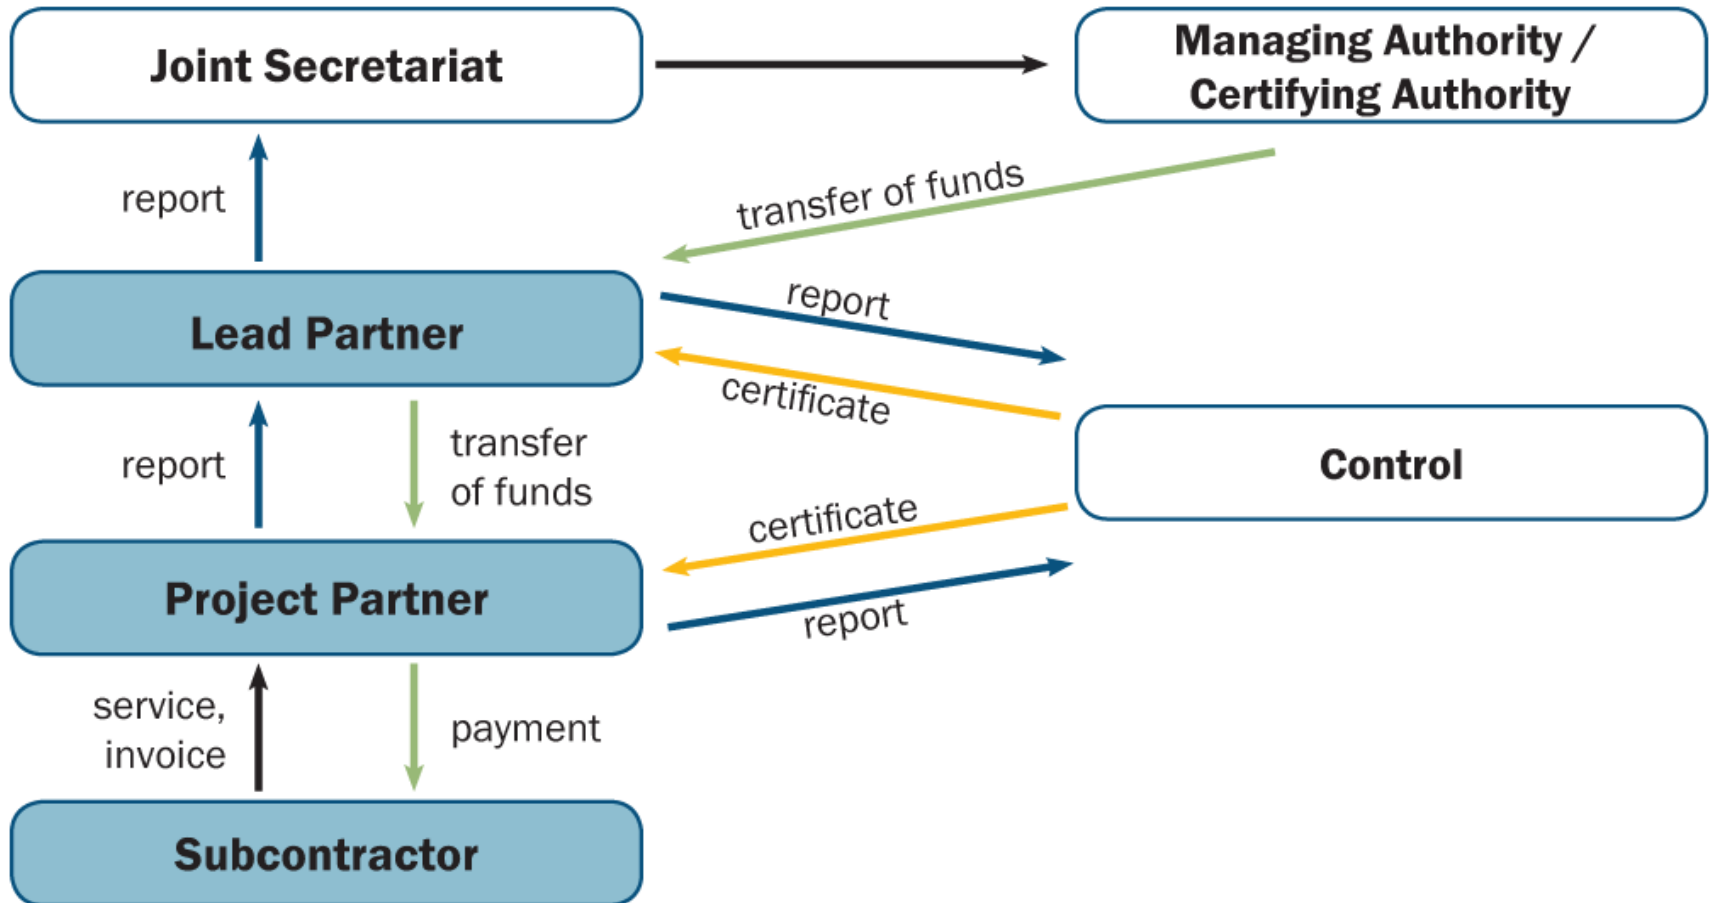 Joint Secretariat
Managing Authority /
Certifying Authority
report
transfer of funds
Lead Partner
report
certificate
report
transfer
of funds
Control
certificate
Project Partner
report
service,
invoice
payment
Subcontractor